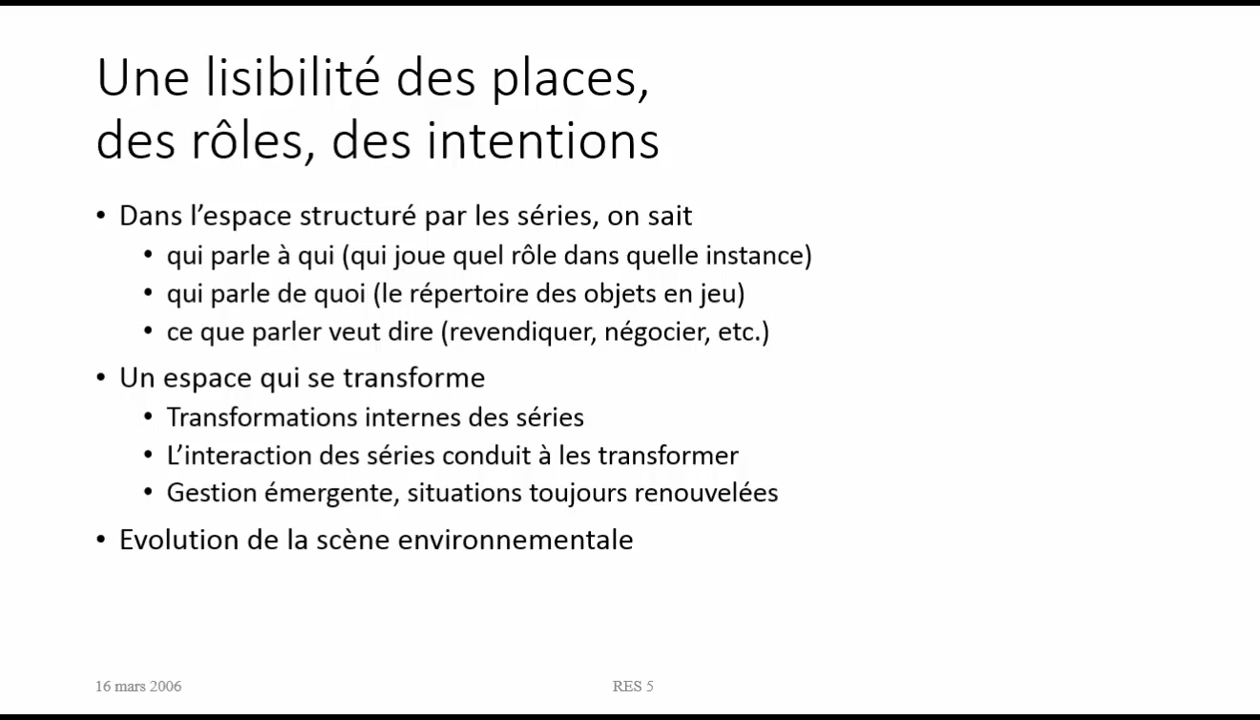 Une lisibilité des places,
des rôles, des intentions
• Dans l’espace structuré par les séries, on sait
• qui parle à qui (qui joue quel rôle dans quelle instance)
• qui parle de quoi (le répertoire des objets en jeu)
• ce que parler veut dire (revendiquer, négocier, etc.)
• Un espace qui se transforme
• Transformations internes des séries
• L’interaction des séries conduit à les transformer
• Gestion émergente, situations toujours renouvelées
• Evolution de la scène environnementale
16 mars 2006
RES 5